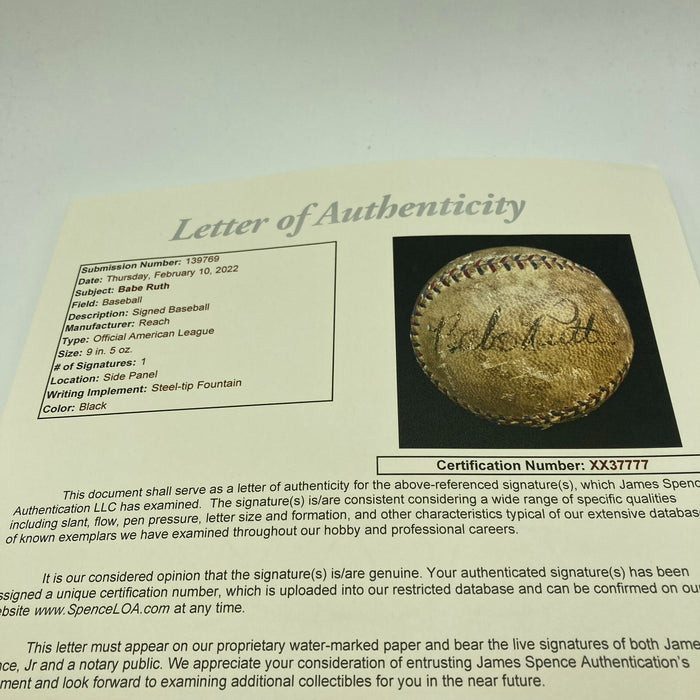 Letter of Authenticity
Submission Number: 139769
Date: Thursday, February 10, 2022
Subject: Babe Ruth
Field: Baseball
Description: Signed Baseball
Manufacturer: Reach
Type: Official American League
Size: 9 in. 5 oz.
# of Signatures: 1
Location: Side Panel
Writing Implement: Steel-tip Fountain
Color: Black
Babe Ruth
Certification Number: XX37777
This document shall serve as a letter of authenticity for the above-referenced signature(s), which James Spenc
Authentication LLC has examined. The signature(s) is/are consistent considering a wide range of specific qualities
including slant, flow, pen pressure, letter size and formation, and other characteristics typical of our extensive databas
of known exemplars we have examined throughout our hobby and professional careers.
It is our considered opinion that the signature(s) is/are genuine. Your authenticated signature(s) has been
ssigned a unique certification number, which is uploaded into our restricted database and can be confirmed on ou
ebsite www.SpenceLOA.com at any time.
This letter must appear on our proprietary water-marked paper and bear the live signatures of both Jame
nce, Jr and a notary public. We appreciate your consideration of entrusting James Spence Authentication's
ment and look forward to examining additional collectibles for you in the near future.